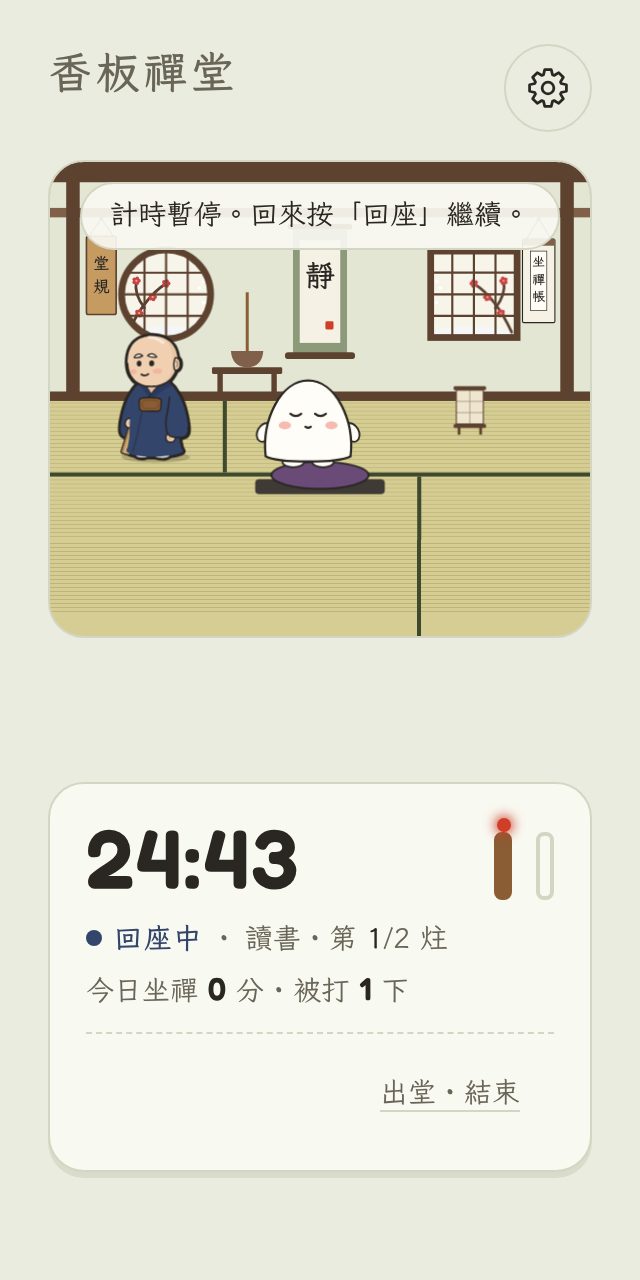 香板禪堂
計時暫停。回來按「回座」繼續。
堂規
靜
坐禪帳
24:43
回座中 · 讀書 · 第 1/2 炷
今日坐禪 0 分 · 被打 1 下
出堂 · 結束